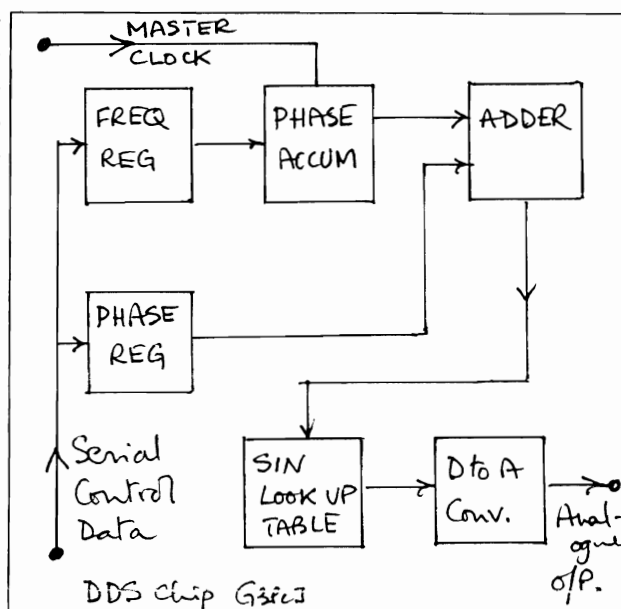 MASTER
CLOCK
FREQ
REG
PHASE
ACCUM
ADDER
PHASE
REG
Serial
Control
Data
SIN
LOOK UP
TABLE
D to A
Conv.
Anal-
ogue
O/P.
DDS Chip